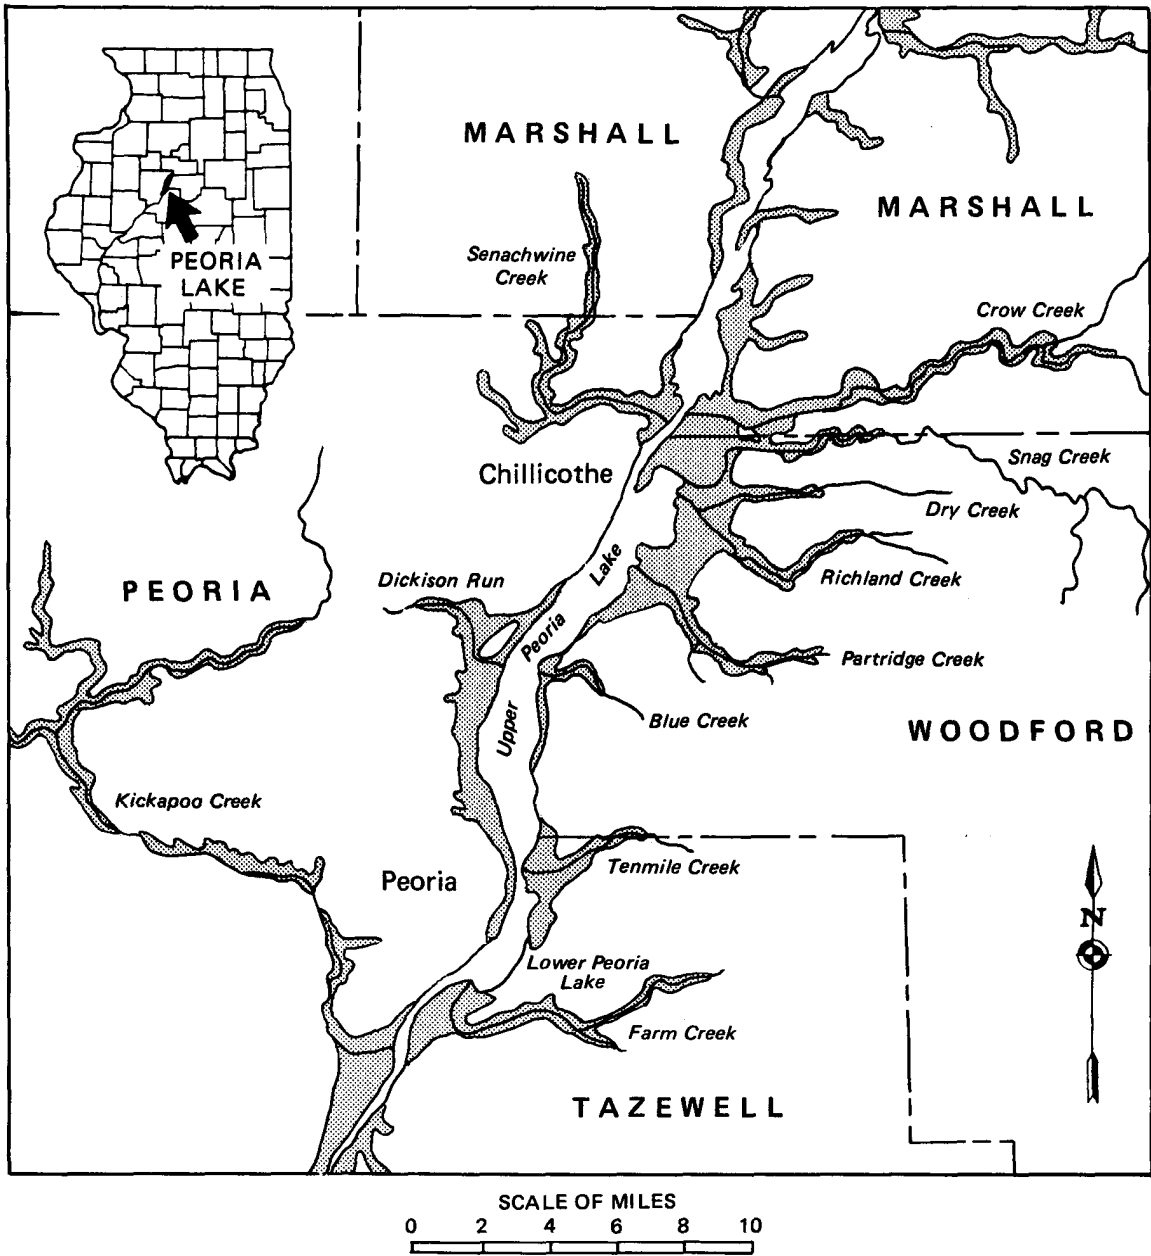 MARSHALL
MARSHALL
Senachwine
Creek
PEORIA
LAKE
Crow Creek
Chillicothe
Snag Creek
Dry Creek
Richland Creek
Dickison Run
PEORIA
Upper Peoria Lake
Partridge Creek
Blue Creek
WOODFORD
Kickapoo Creek
Tenmile Creek
Peoria
N
Lower Peoria
Lake
Farm Creek
TAZEWELL
SCALE OF MILES
0 2 4 6 8 10